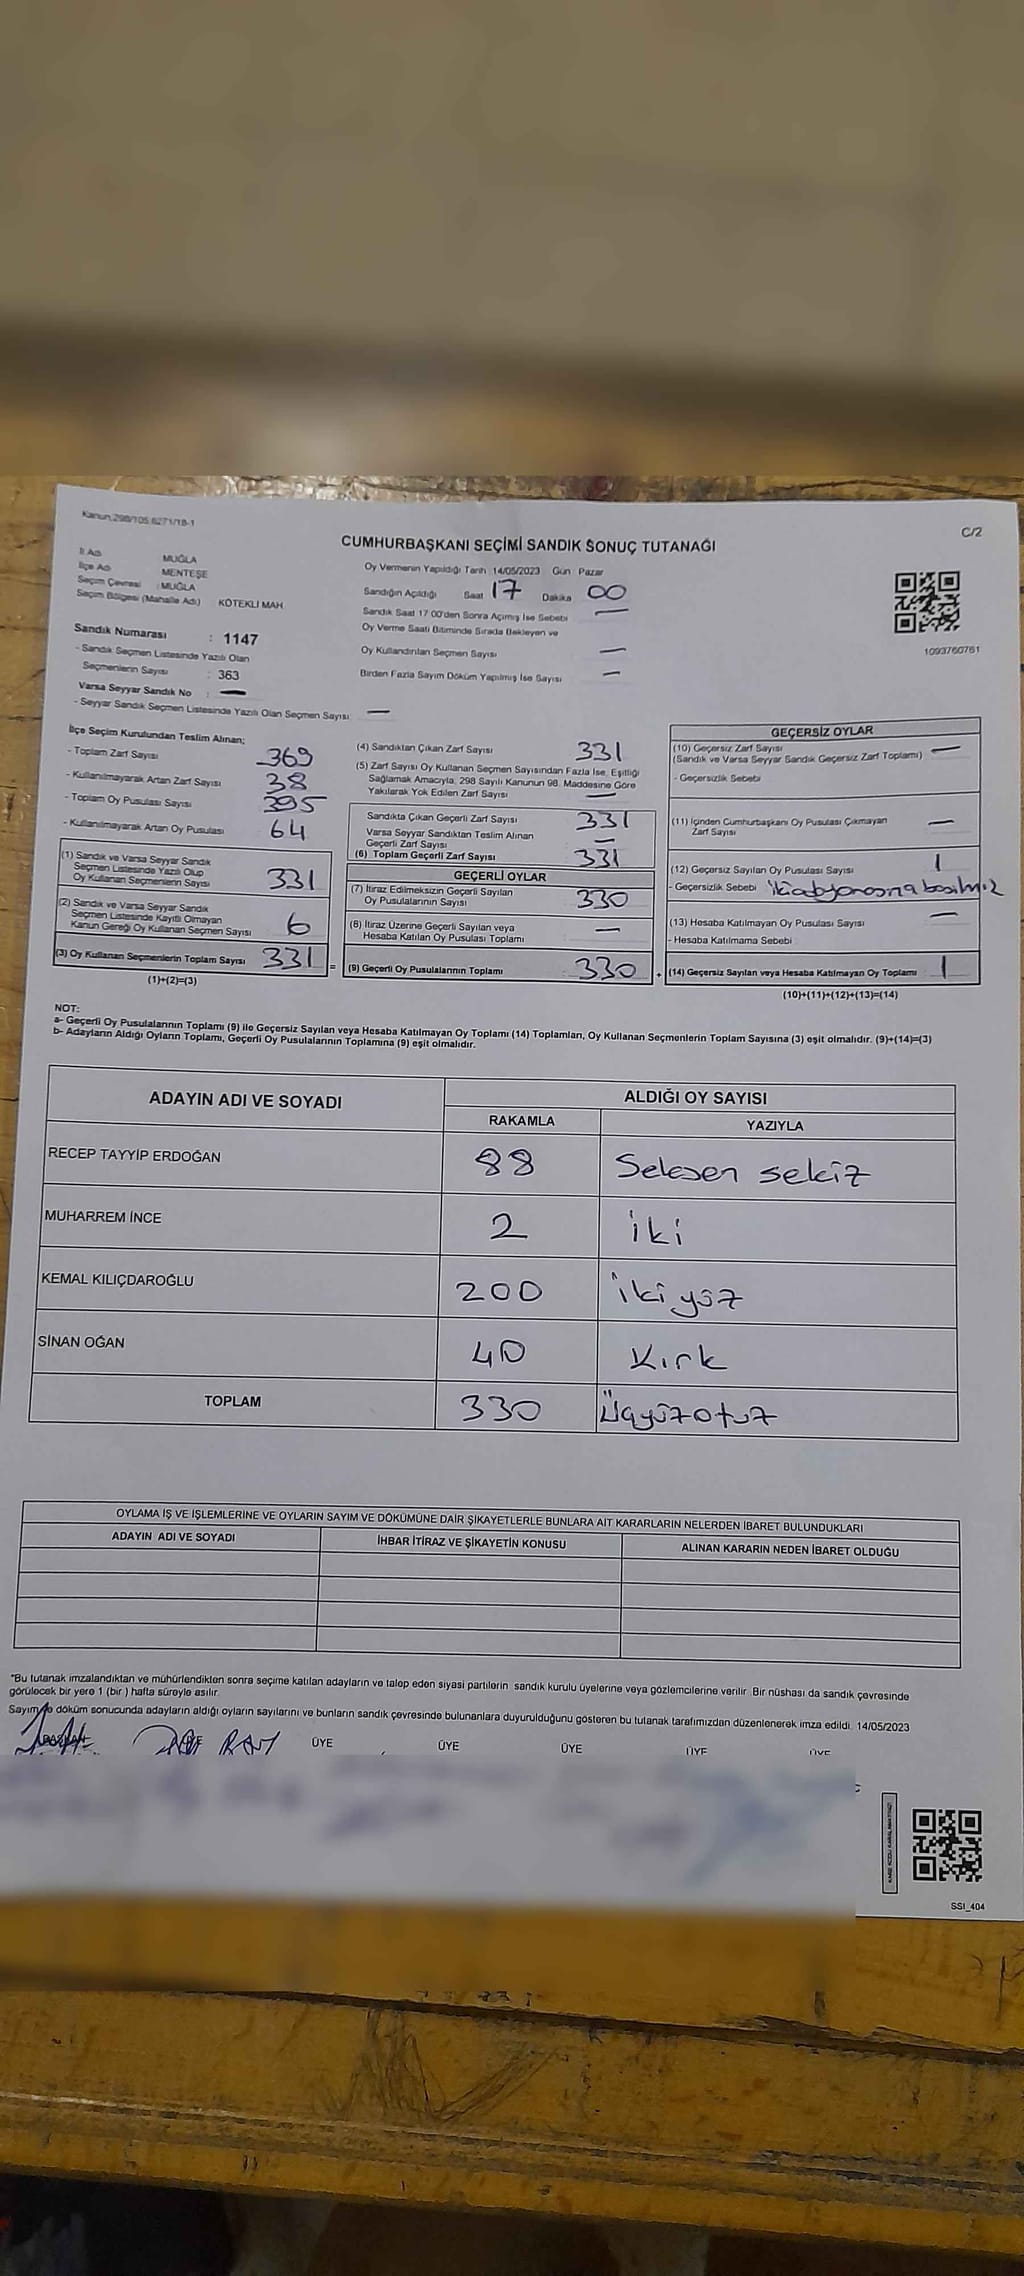 Kanun:298/105,6271/18-1
C/2
CUMHURBAŞKANI SEÇİMİ SANDIK SONUÇ TUTANAĞI
İl Adı MUĞLA
İlçe Adı MENTEŞE
Seçim Çevresi : MUĞLA
Seçim Bölgesi (Mahalle Adı) KÖTEKLİ MAH
Sandık Numarası : 1147
- Sandık Seçmen Listesinde Yazılı Olan
Seçmenlerin Sayısı : 363
Varsa Seyyar Sandık No : —
- Seyyar Sandık Seçmen Listesinde Yazılı Olan Seçmen Sayısı: —
Oy Vermenin Yapıldığı Tarih 14/05/2023 Gün : Pazar
Sandığın Açıldığı Saat 17 Dakika 00
Sandık Saat 17:00'den Sonra Açımış İse Sebebi —
Oy Verme Saati Bitiminde Sırada Bekleyen ve
Oy Kullandırılan Seçmen Sayısı —
Birden Fazla Sayım Döküm Yapılmış İse Sayısı —
1093760761
İlçe Seçim Kurulundan Teslim Alınan;
- Toplam Zarf Sayısı 369
- Kullanılmayarak Artan Zarf Sayısı 38
- Toplam Oy Pusulası Sayısı 395
- Kullanılmayarak Artan Oy Pusulası 64
(1) Sandık ve Varsa Seyyar Sandık
Seçmen Listesinde Yazılı Olup
Oy Kullanan Seçmenlerin Sayısı 331
(2) Sandık ve Varsa Seyyar Sandık
Seçmen Listesinde Kayıtlı Olmayan
Kanun Gereği Oy Kullanan Seçmen Sayısı 6
(3) Oy Kullanan Seçmenlerin Toplam Sayısı 331 =
(1)+(2)=(3)
(4) Sandıktan Çıkan Zarf Sayısı 331
(5) Zarf Sayısı Oy Kullanan Seçmen Sayısından Fazla İse, Eşitliği
Sağlamak Amacıyla, 298 Sayılı Kanunun 98. Maddesine Göre
Yakılarak Yok Edilen Zarf Sayısı —
Sandıkta Çıkan Geçerli Zarf Sayısı 331
Varsa Seyyar Sandıktan Teslim Alınan
Geçerli Zarf Sayısı —
(6) Toplam Geçerli Zarf Sayısı 331
GEÇERLİ OYLAR
(7) İtiraz Edilmeksizin Geçerli Sayılan
Oy Pusulalarının Sayısı 330
(8) İtiraz Üzerine Geçerli Sayılan veya
Hesaba Katılan Oy Pusulası Toplamı —
(9) Geçerli Oy Pusulalarının Toplamı : 330 +
GEÇERSİZ OYLAR
(10) Geçersiz Zarf Sayısı —
(Sandık ve Varsa Seyyar Sandık Geçersiz Zarf Toplamı)
- Geçersizlik Sebebi
(11) İçinden Cumhurbaşkanı Oy Pusulası Çıkmayan
Zarf Sayısı —
(12) Geçersiz Sayılan Oy Pusulası Sayısı 1
- Geçersizlik Sebebi
(13) Hesaba Katılmayan Oy Pusulası Sayısı —
- Hesaba Katılmama Sebebi
(14) Geçersiz Sayılan veya Hesaba Katılmayan Oy Toplamı 1
(10)+(11)+(12)+(13)=(14)
NOT:
a- Geçerli Oy Pusulalarının Toplamı (9) ile Geçersiz Sayılan veya Hesaba Katılmayan Oy Toplamı (14) Toplamları, Oy Kullanan Seçmenlerin Toplam Sayısına (3) eşit olmalıdır. (9)+(14)=(3)
b- Adayların Aldığı Oyların Toplamı, Geçerli Oy Pusulalarının Toplamına (9) eşit olmalıdır.
ADAYIN ADI VE SOYADI
ALDIĞI OY SAYISI
RAKAMLA YAZIYLA
RECEP TAYYİP ERDOĞAN 88 Seksen sekiz
MUHARREM İNCE 2 iki
KEMAL KILIÇDAROĞLU 200 ikiyüz
SİNAN OĞAN 40 Kırk
TOPLAM 330 Üçyüzotuz
OYLAMA İŞ VE İŞLEMLERİNE VE OYLARIN SAYIM VE DÖKÜMÜNE DAİR ŞİKAYETLERLE BUNLARA AİT KARARLARIN NELERDEN İBARET BULUNDUKLARI
ADAYIN ADI VE SOYADI İHBAR İTİRAZ VE ŞİKAYETİN KONUSU ALINAN KARARIN NEDEN İBARET OLDUĞU
"Bu tutanak imzalandıktan ve mühürlendikten sonra seçime katılan adayların ve talep eden siyasi partilerin sandık kurulu üyelerine veya gözlemcilerine verilir. Bir nüshası da sandık çevresinde
görülecek bir yere 1 (bir) hafta süreyle asılır.
Sayım ve döküm sonucunda adayların aldığı oyların sayılarını ve bunların sandık çevresinde bulunanlara duyurulduğunu gösteren bu tutanak tarafımızdan düzenlenerek imza edildi. 14/05/2023
BAŞKAN ÜYE ÜYE ÜYE ÜYE ÜYE
SSİ_404